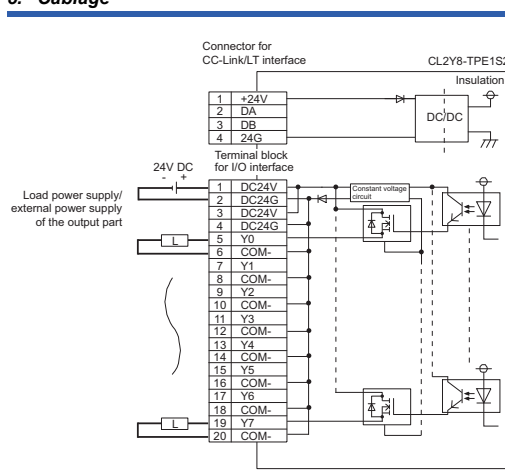 Câblage
Connector for
CC-Link/LT interface
CL2Y8-TPE1S2
Insulation
1 +24V
2 DA
3 DB
4 24G
DC/DC
Terminal block
for I/O interface
24V DC
- +
Load power supply/
external power supply
of the output part
1 DC24V
2 DC24G
3 DC24V
4 DC24G
5 Y0
6 COM-
7 Y1
8 COM-
9 Y2
10 COM-
11 Y3
12 COM-
13 Y4
14 COM-
15 Y5
16 COM-
17 Y6
18 COM-
19 Y7
20 COM-
Constant voltage
circuit
L
L